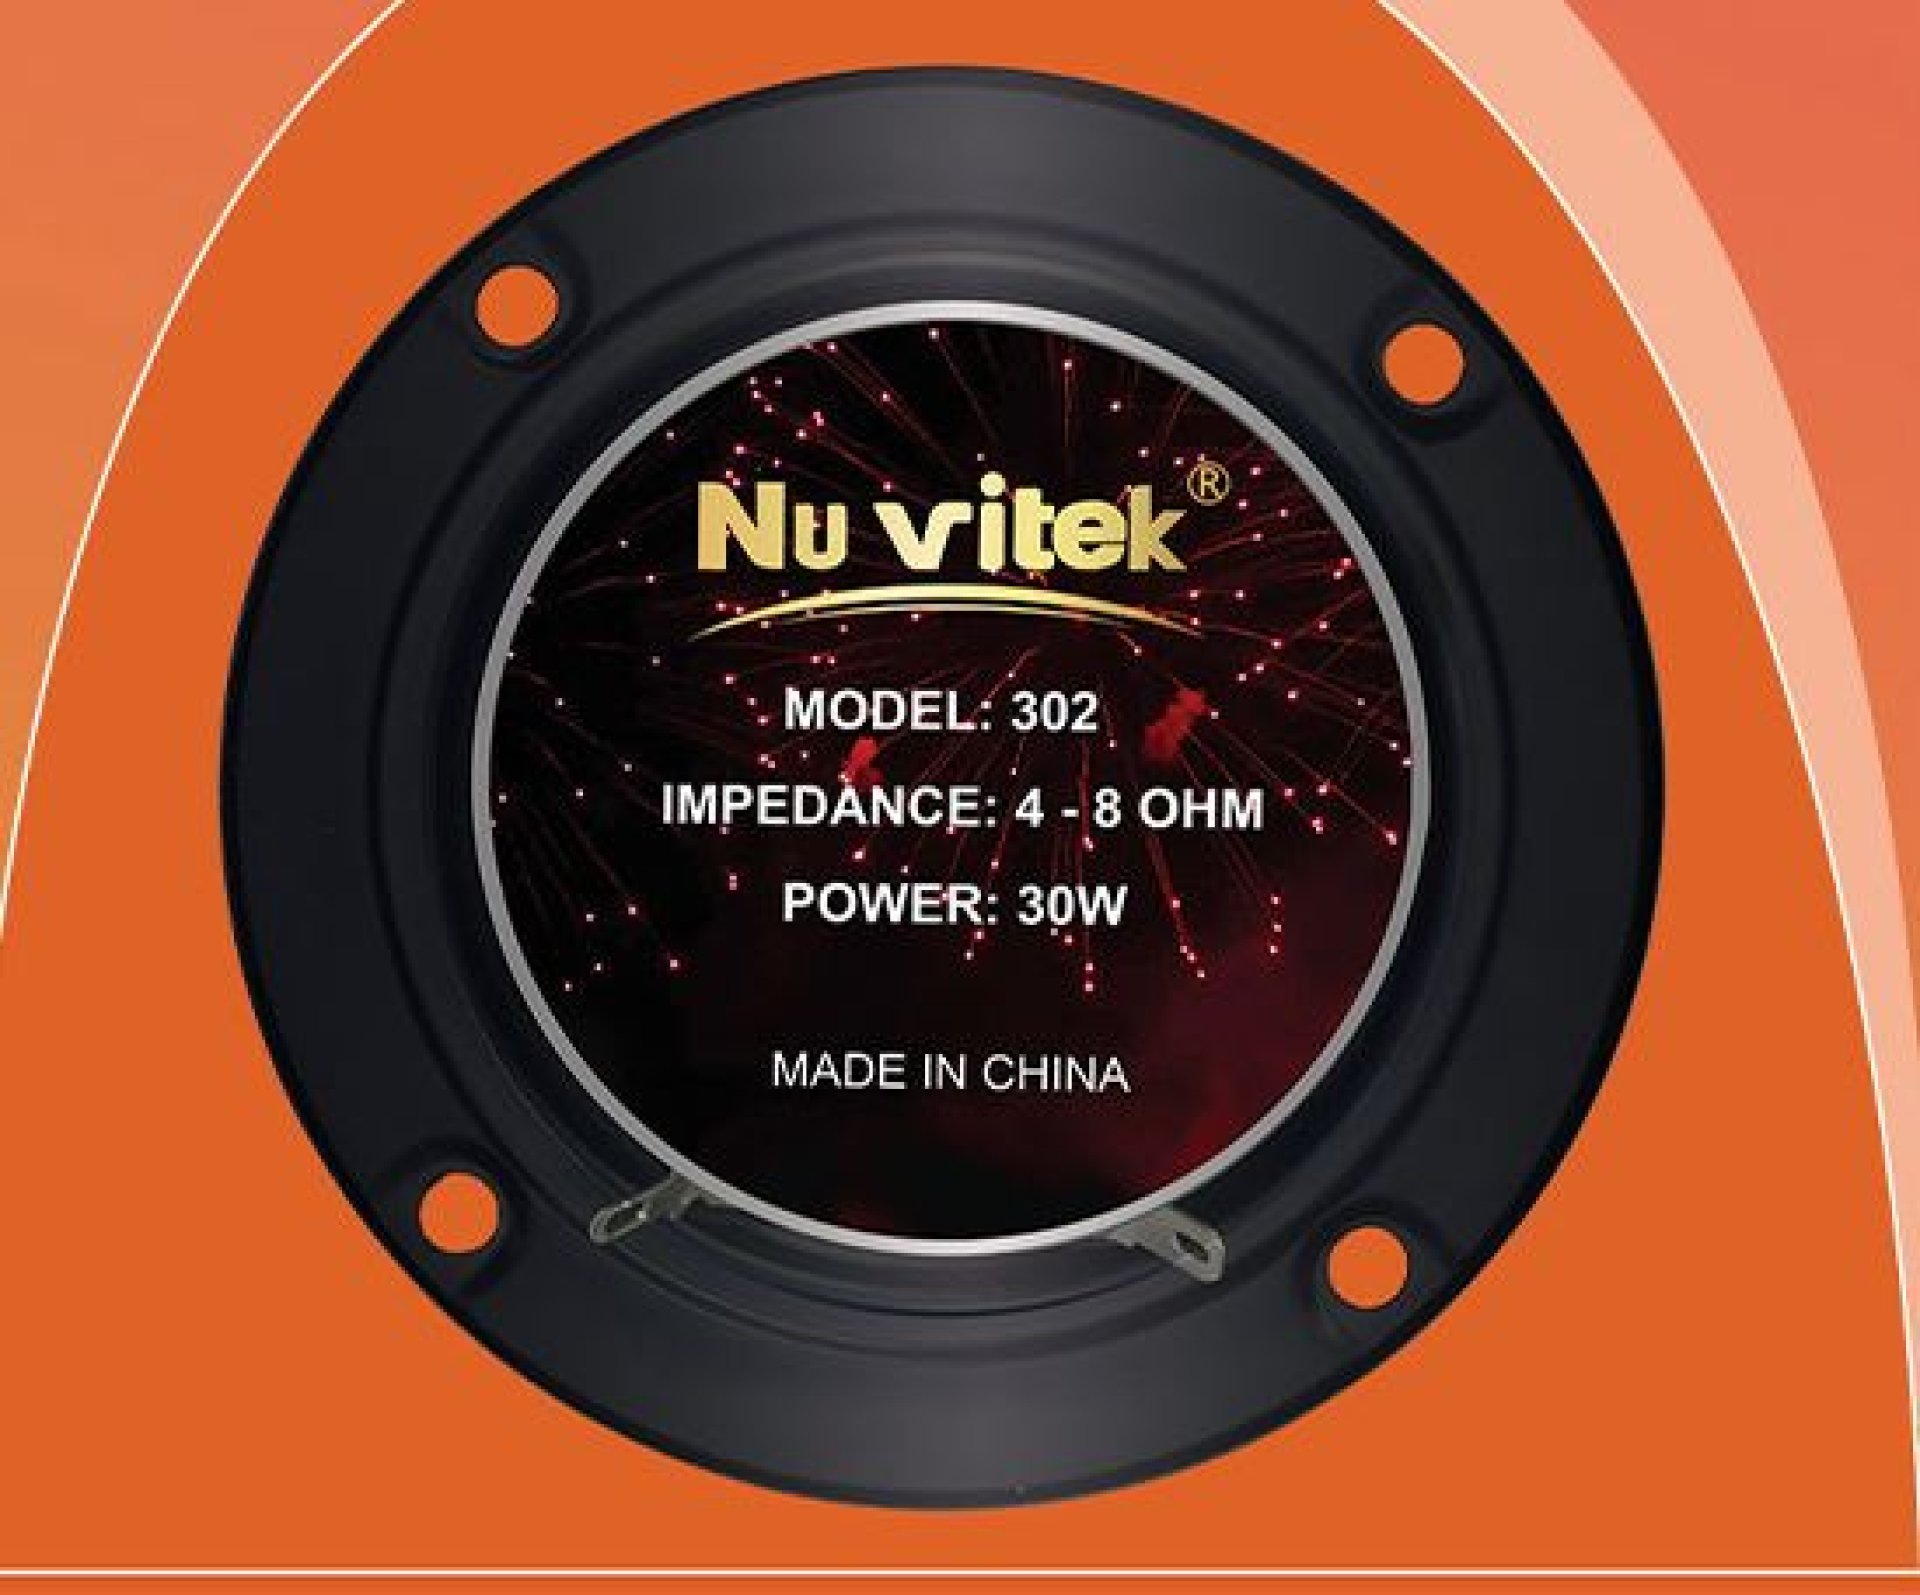 Nu vitek ®
MODEL: 302
IMPEDANCE: 4 - 8 OHM
POWER: 30W
MADE IN CHINA